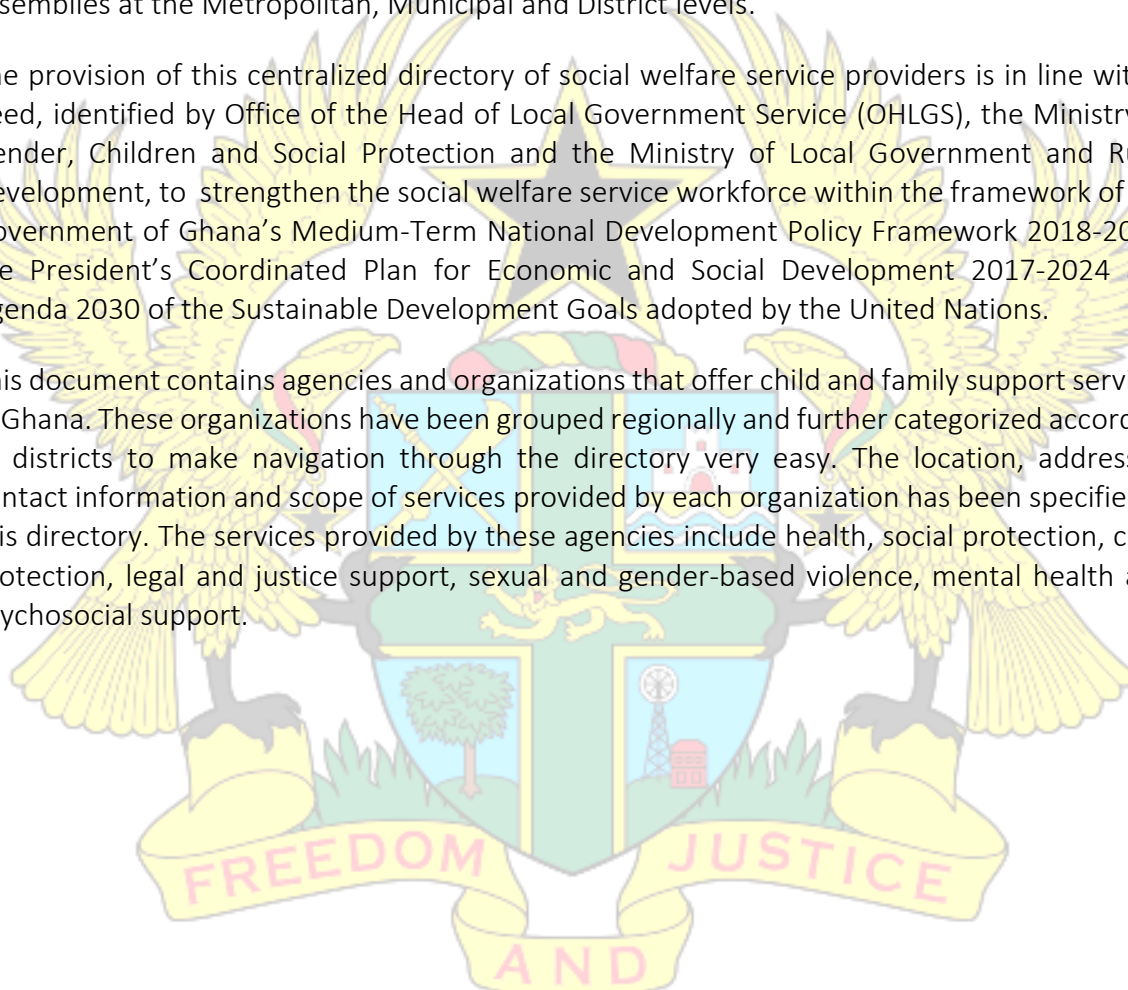 ssemblies at the Metropolitan, Municipal and District levels.
he provision of this centralized directory of social welfare service providers is in line wit
eed, identified by Office of the Head of Local Government Service (OHLGS), the Ministry
ender, Children and Social Protection and the Ministry of Local Government and Ru
evelopment, to strengthen the social welfare service workforce within the framework of
overnment of Ghana’s Medium-Term National Development Policy Framework 2018-20
e President’s Coordinated Plan for Economic and Social Development 2017-2024
genda 2030 of the Sustainable Development Goals adopted by the United Nations.
his document contains agencies and organizations that offer child and family support servi
Ghana. These organizations have been grouped regionally and further categorized accord
districts to make navigation through the directory very easy. The location, address
ntact information and scope of services provided by each organization has been specifie
is directory. The services provided by these agencies include health, social protection, c
otection, legal and justice support, sexual and gender-based violence, mental health a
ychosocial support.
FREEDOM JUSTICE
AND